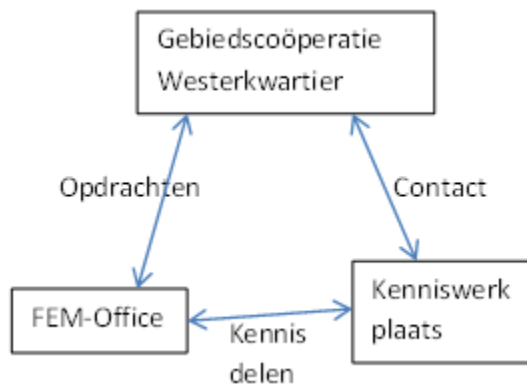 Gebiedscoöperatie
Westerkwartier
Opdrachten
Contact
FEM-Office
Kennis
delen
Kenniswerk
plaats